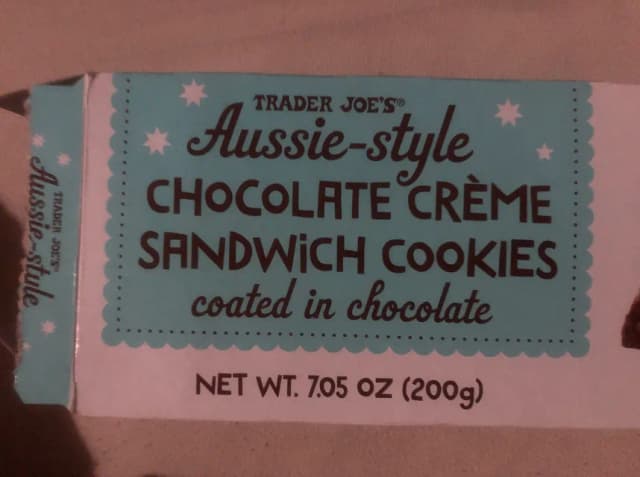 TRADER JOE'S®
Aussie-style
CHOCOLATE CRÈME
SANDWiCH COOKIES
coated in chocolate
NET WT. 7.05 OZ (200g)
TRADER JOE'S®
Aussie-style